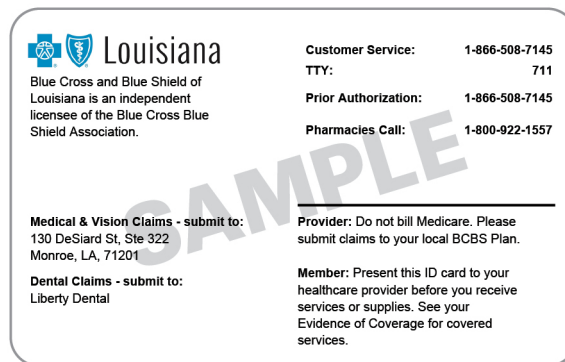 Louisiana
Blue Cross and Blue Shield of
Louisiana is an independent
licensee of the Blue Cross Blue
Shield Association.
Customer Service: 1-866-508-7145
TTY: 711
Prior Authorization: 1-866-508-7145
Pharmacies Call: 1-800-922-1557
SAMPLE
Medical & Vision Claims - submit to:
130 DeSiard St, Ste 322
Monroe, LA, 71201
Dental Claims - submit to:
Liberty Dental
Provider: Do not bill Medicare. Please
submit claims to your local BCBS Plan.
Member: Present this ID card to your
healthcare provider before you receive
services or supplies. See your
Evidence of Coverage for covered
services.